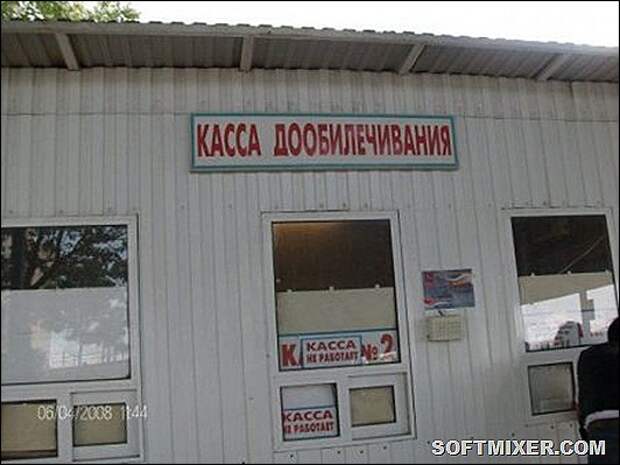 КАССА ДООБИЛЕЧИВАНИЯ
КАССА
НЕ РАБОТАЕТ
№2
КАССА
НЕ РАБОТАЕТ
06/04/2008 11:44
SOFTMIXER.COM